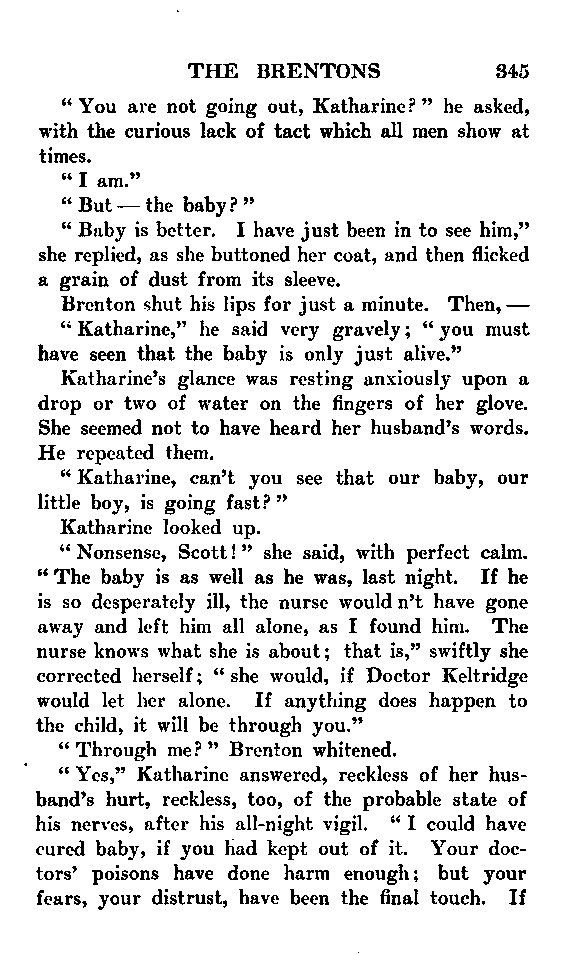 THE BRENTONS 345
“ You are not going out, Katharine? ” he asked,
with the curious lack of tact which all men show at
times.
“ I am.”
“ But — the baby? ”
“ Baby is better. I have just been in to see him,”
she replied, as she buttoned her coat, and then flicked
a grain of dust from its sleeve.
Brenton shut his lips for just a minute. Then, —
“ Katharine,” he said very gravely; “ you must
have seen that the baby is only just alive.”
Katharine’s glance was resting anxiously upon a
drop or two of water on the fingers of her glove.
She seemed not to have heard her husband’s words.
He repeated them.
“ Katharine, can’t you see that our baby, our
little boy, is going fast? ”
Katharine looked up.
“ Nonsense, Scott! ” she said, with perfect calm.
“ The baby is as well as he was, last night. If he
is so desperately ill, the nurse would n’t have gone
away and left him all alone, as I found him. The
nurse knows what she is about; that is,” swiftly she
corrected herself; “ she would, if Doctor Keltridge
would let her alone. If anything does happen to
the child, it will be through you.”
“ Through me? ” Brenton whitened.
“ Yes,” Katharine answered, reckless of her hus-
band’s hurt, reckless, too, of the probable state of
his nerves, after his all-night vigil. “ I could have
cured baby, if you had kept out of it. Your doc-
tors’ poisons have done harm enough; but your
fears, your distrust, have been the final touch. If